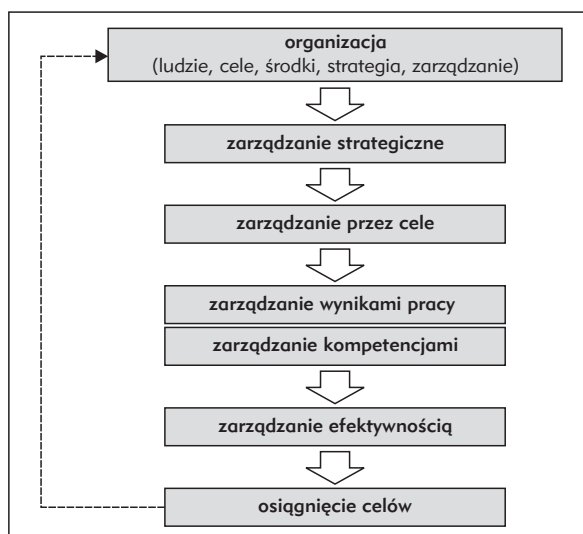 organizacja
(ludzie, cele, środki, strategia, zarządzanie)
zarządzanie strategiczne
zarządzanie przez cele
zarządzanie wynikami pracy
zarządzanie kompetencjami
zarządzanie efektywnością
osiągnięcie celów